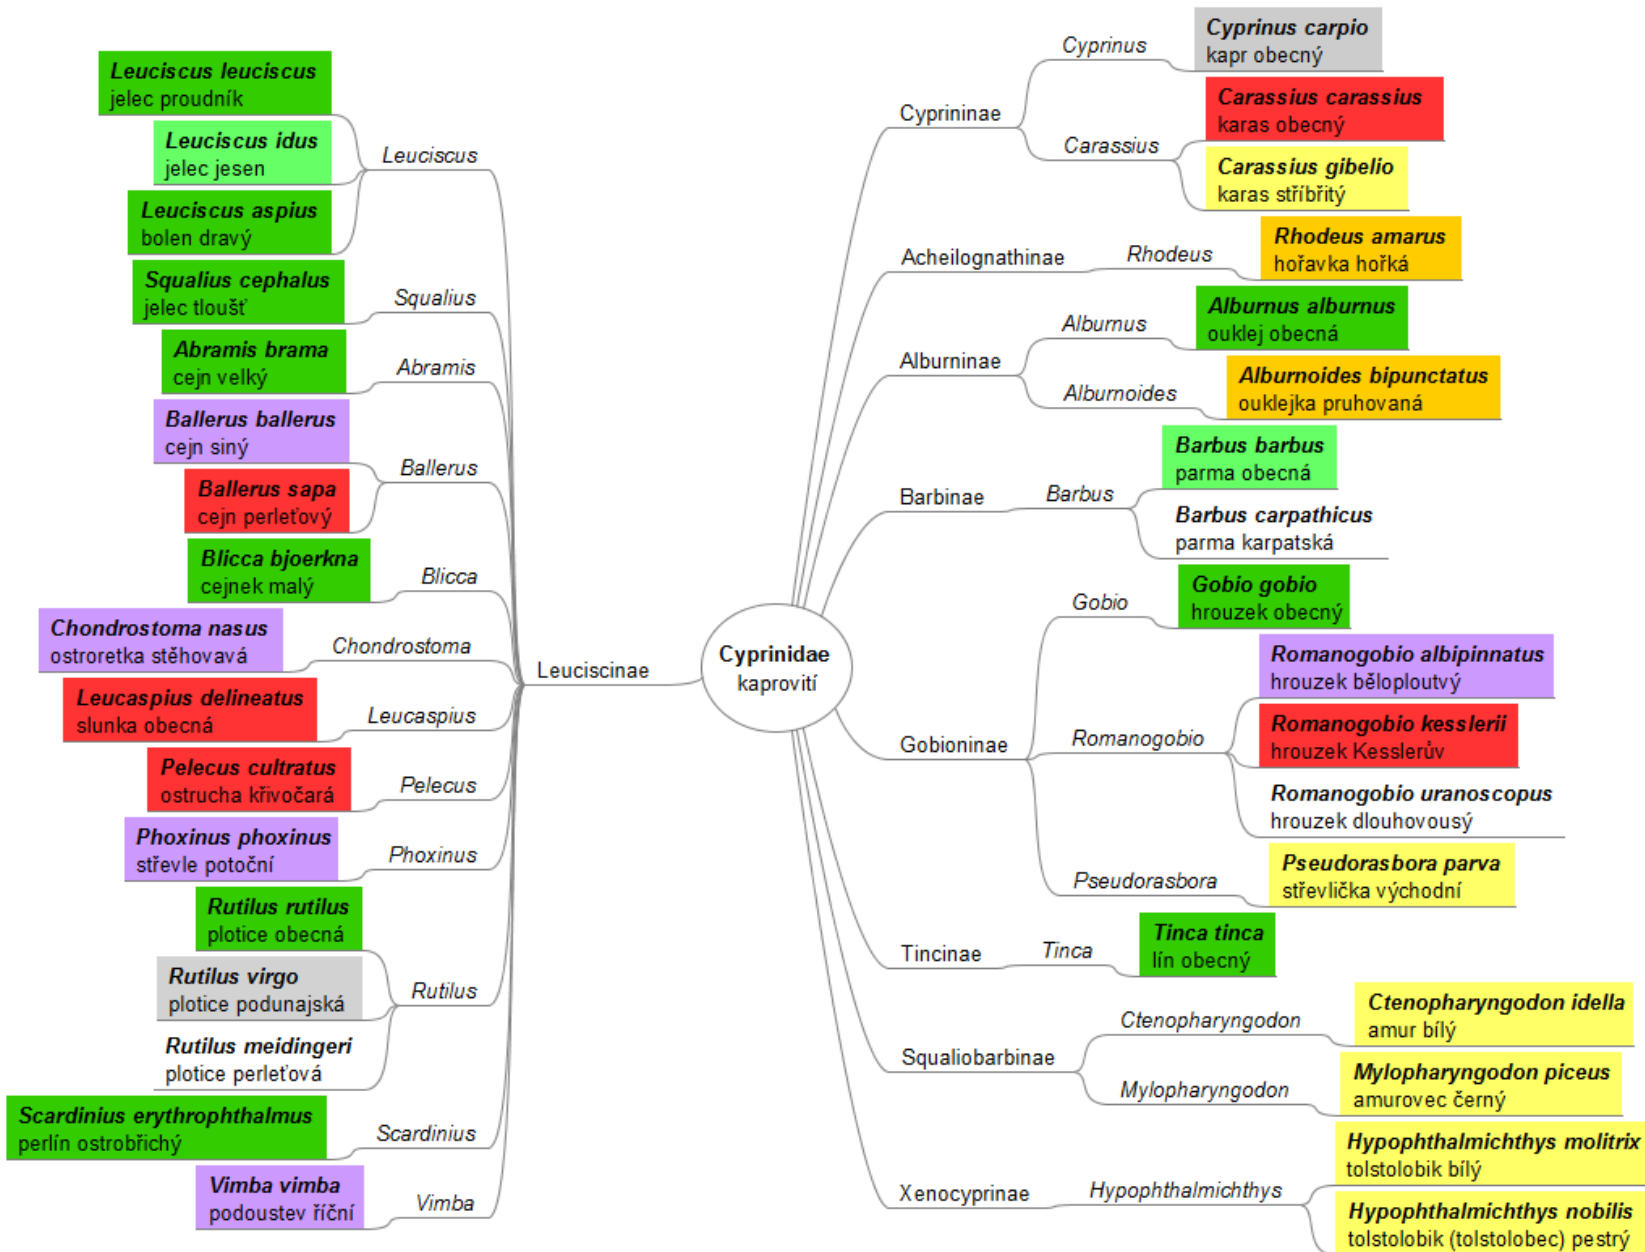 Cyprinidae
kaprovití
Leuciscinae
Leuciscus
Leuciscus leuciscus
jelec proudník
Leuciscus idus
jelec jesen
Leuciscus aspius
bolen dravý
Squalius
Squalius cephalus
jelec tloušť
Abramis
Abramis brama
cejn velký
Ballerus
Ballerus ballerus
cejn siný
Ballerus sapa
cejn perleťový
Blicca
Blicca bjoerkna
cejnek malý
Chondrostoma
Chondrostoma nasus
ostroretka stěhovavá
Leucaspius
Leucaspius delineatus
slunka obecná
Pelecus
Pelecus cultratus
ostrucha křivočará
Phoxinus
Phoxinus phoxinus
střevle potoční
Rutilus
Rutilus rutilus
plotice obecná
Rutilus virgo
plotice podunajská
Rutilus meidingeri
plotice perleťová
Scardinius
Scardinius erythrophthalmus
perlín ostrobřichý
Vimba
Vimba vimba
podoustev říční
Cyprininae
Cyprinus
Cyprinus carpio
kapr obecný
Carassius
Carassius carassius
karas obecný
Carassius gibelio
karas stříbřitý
Acheilognathinae
Rhodeus
Rhodeus amarus
hořavka hořká
Alburninae
Alburnus
Alburnus alburnus
ouklej obecná
Alburnoides
Alburnoides bipunctatus
ouklejka pruhovaná
Barbinae
Barbus
Barbus barbus
parma obecná
Barbus carpathicus
parma karpatská
Gobioninae
Gobio
Gobio gobio
hrouzek obecný
Romanogobio
Romanogobio albipinnatus
hrouzek běloploutvý
Romanogobio kesslerii
hrouzek Kesslerův
Romanogobio uranoscopus
hrouzek dlouhovousý
Pseudorasbora
Pseudorasbora parva
střevlička východní
Tincinae
Tinca
Tinca tinca
lín obecný
Squaliobarbinae
Ctenopharyngodon
Ctenopharyngodon idella
amur bílý
Mylopharyngodon
Mylopharyngodon piceus
amurovec černý
Xenocyprinae
Hypophthalmichthys
Hypophthalmichthys molitrix
tolstolobik bílý
Hypophthalmichthys nobilis
tolstolobik (tolstolobec) pestrý